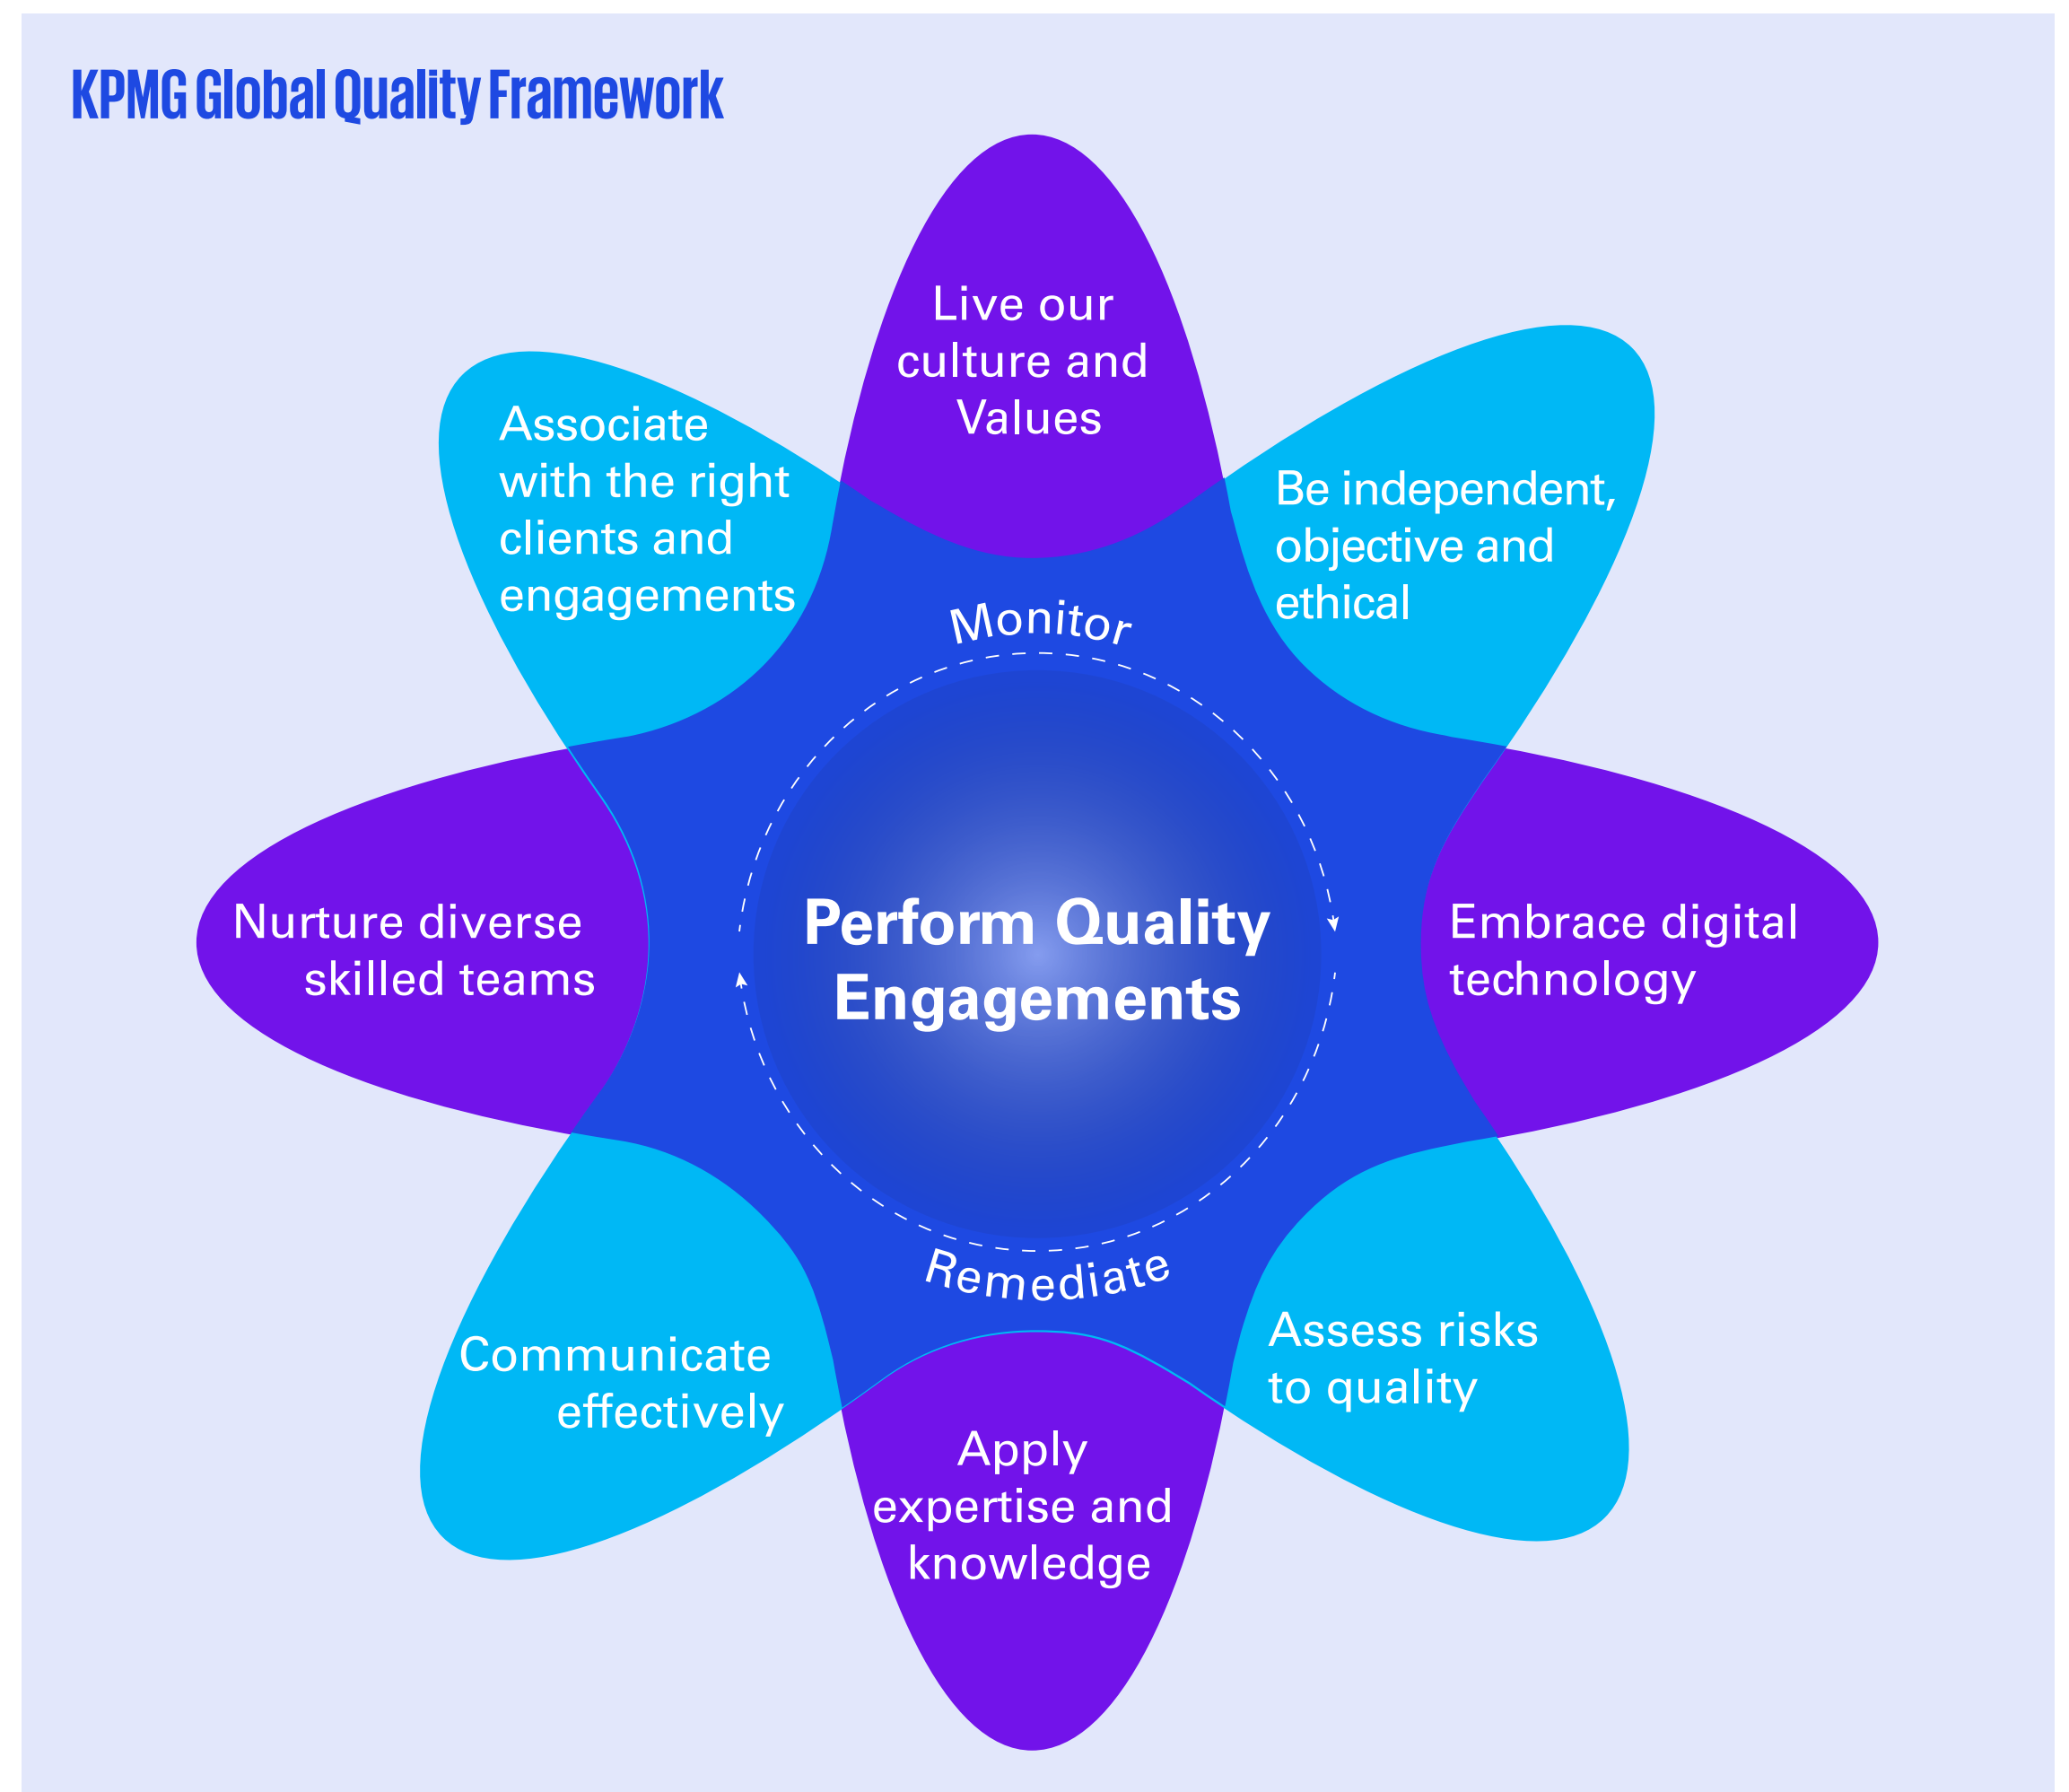 KPMG Global Quality Framework
Live our
culture and
Values
Associate
with the right
clients and
engagements
Be independent,
objective and
ethical
Monitor
Nurture diverse
skilled teams
Perform Quality
Engagements
Embrace digital
technology
Remediate
Communicate
effectively
Assess risks
to quality
Apply
expertise and
knowledge